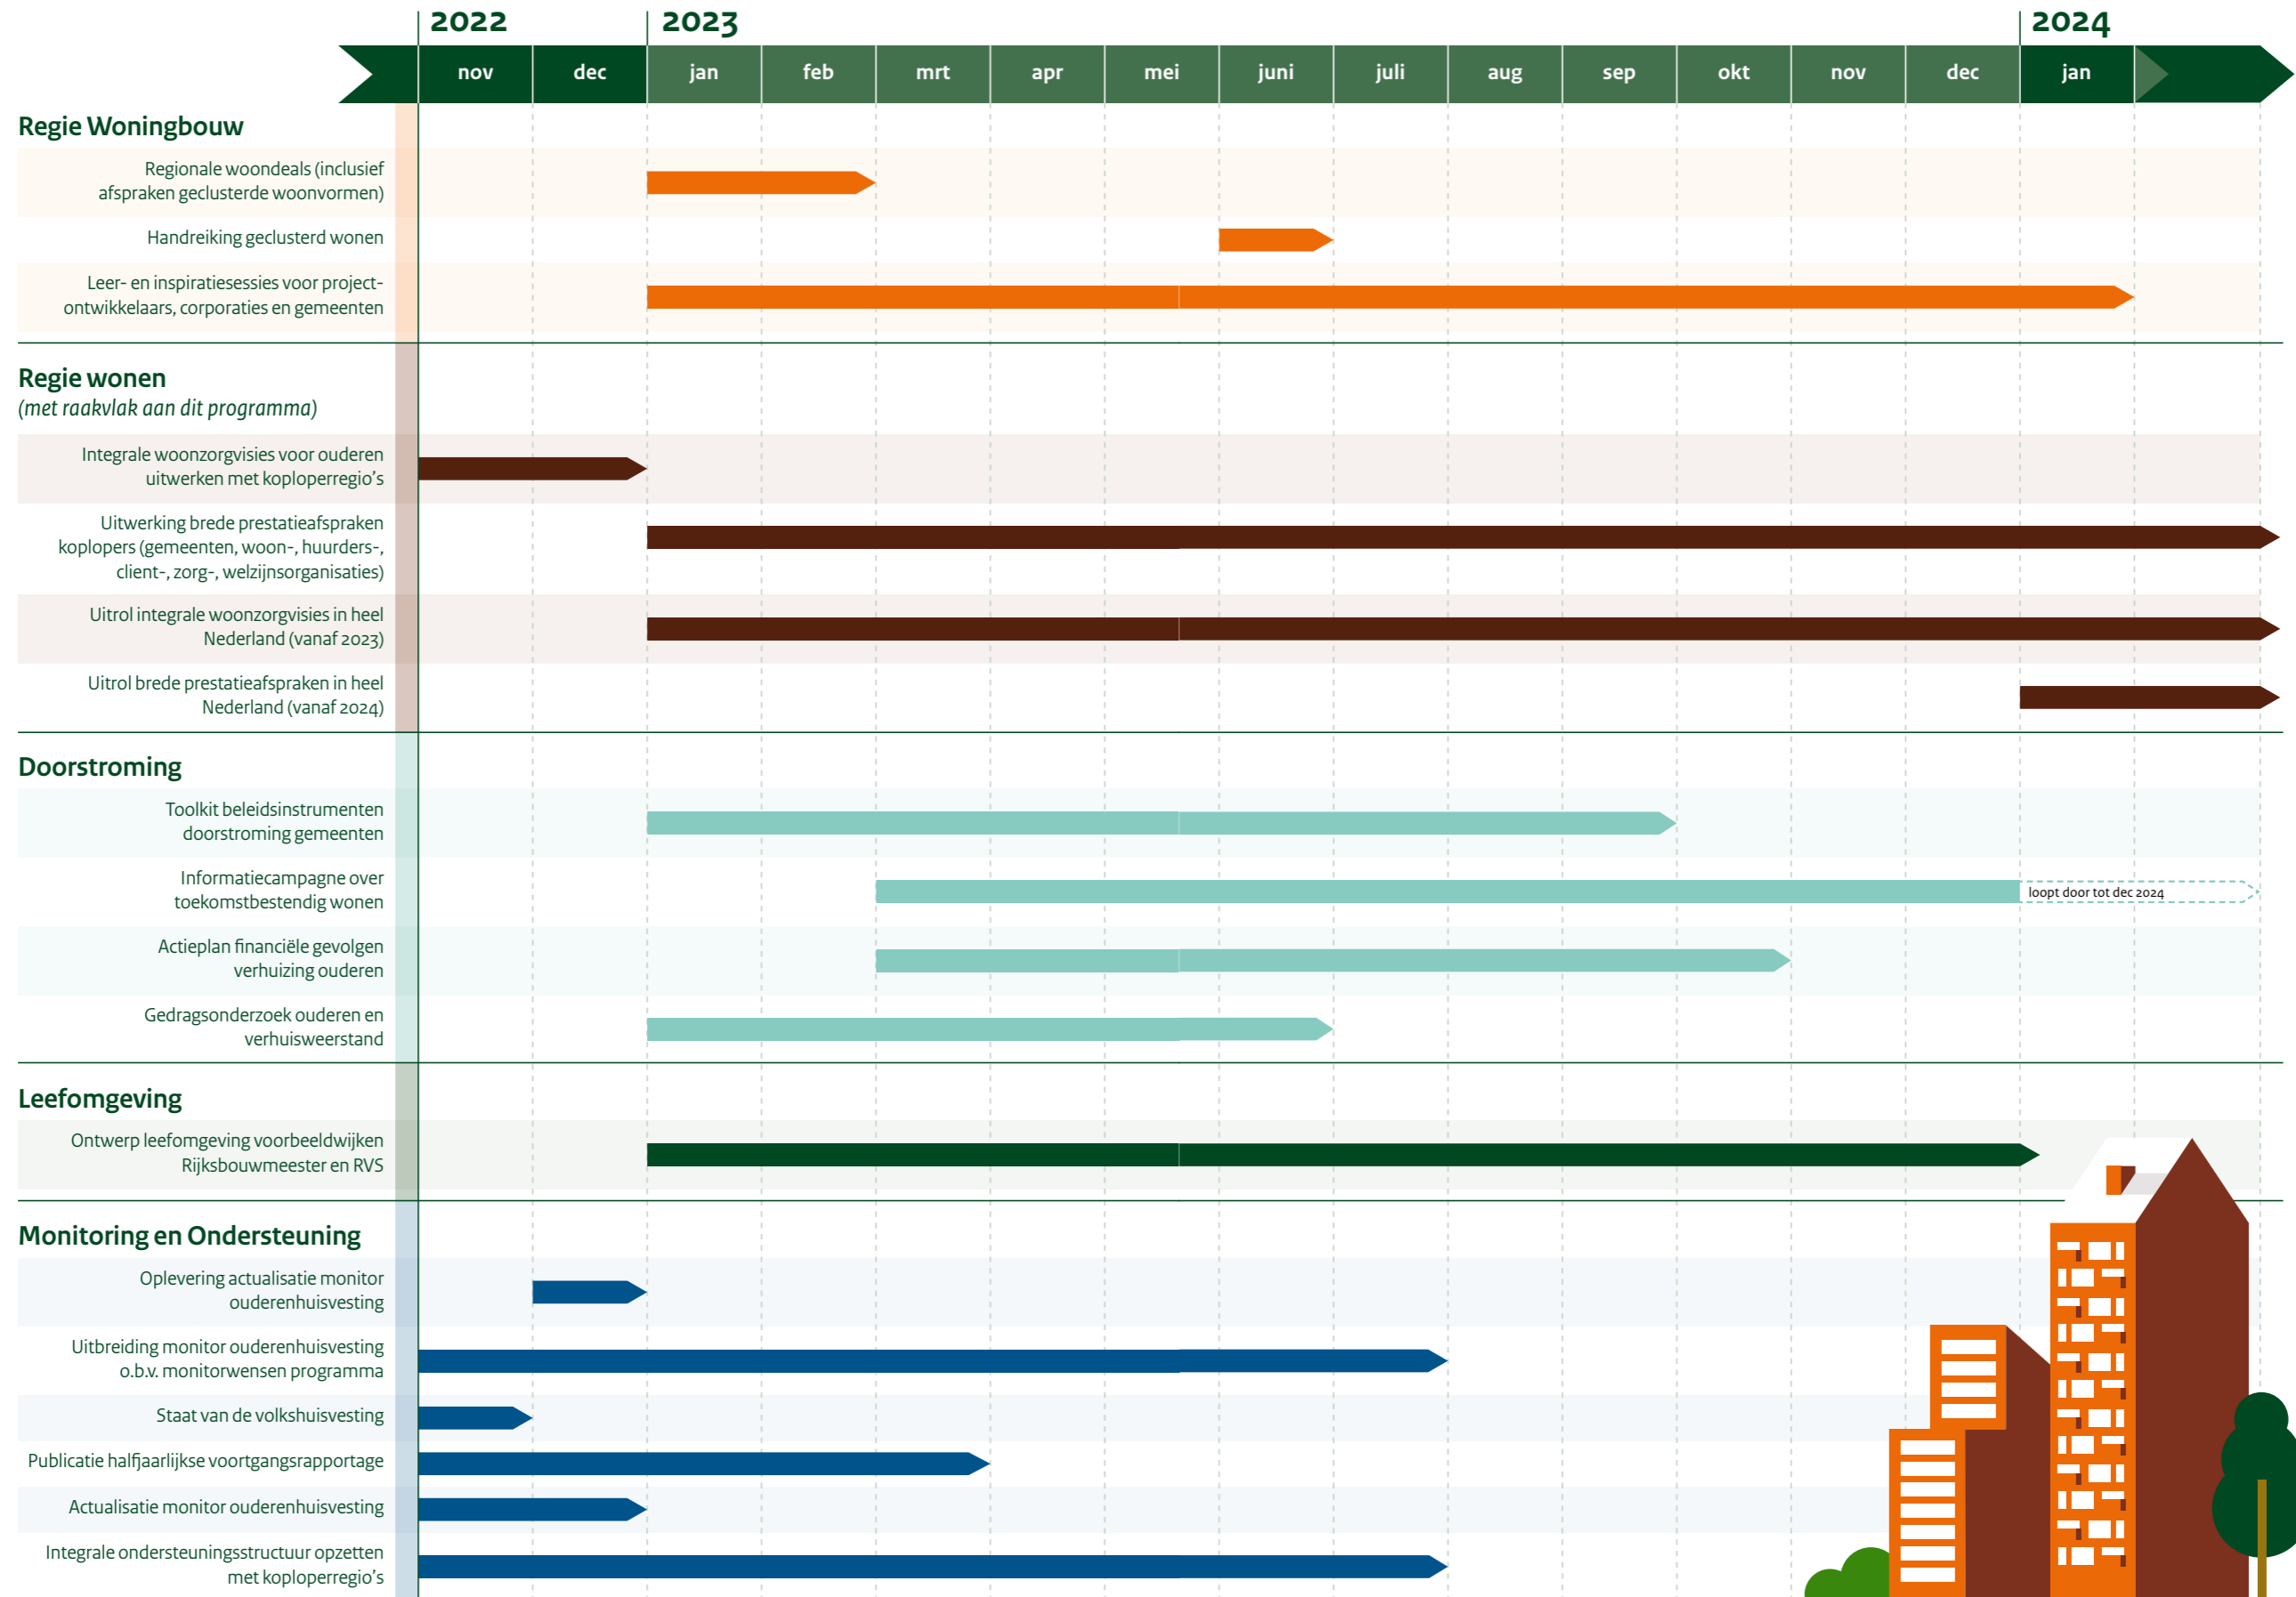 2022 2023 2024
nov dec jan feb mrt apr mei juni juli aug sep okt nov dec jan
Regie Woningbouw
Regionale woondeals (inclusief
afspraken geclusterde woonvormen)
Handreiking geclusterd wonen
Leer- en inspiratiesessies voor project-
ontwikkelaars, corporaties en gemeenten
Regie wonen
(met raakvlak aan dit programma)
Integrale woonzorgvisies voor ouderen
uitwerken met koploperregio's
Uitwerking brede prestatieafspraken
koplopers (gemeenten, woon-, huurders-,
client-, zorg-, welzijnsorganisaties)
Uitrol integrale woonzorgvisies in heel
Nederland (vanaf 2023)
Uitrol brede prestatieafspraken in heel
Nederland (vanaf 2024)
Doorstroming
Toolkit beleidsinstrumenten
doorstroming gemeenten
Informatiecampagne over
toekomstbestendig wonen
loopt door tot dec 2024
Actieplan financiële gevolgen
verhuizing ouderen
Gedragsonderzoek ouderen en
verhuisweerstand
Leefomgeving
Ontwerp leefomgeving voorbeeldwijken
Rijksbouwmeester en RVS
Monitoring en Ondersteuning
Oplevering actualisatie monitor
ouderenhuisvesting
Uitbreiding monitor ouderenhuisvesting
o.b.v. monitorwensen programma
Staat van de volkshuisvesting
Publicatie halfjaarlijkse voortgangsrapportage
Actualisatie monitor ouderenhuisvesting
Integrale ondersteuningsstructuur opzetten
met koploperregio's